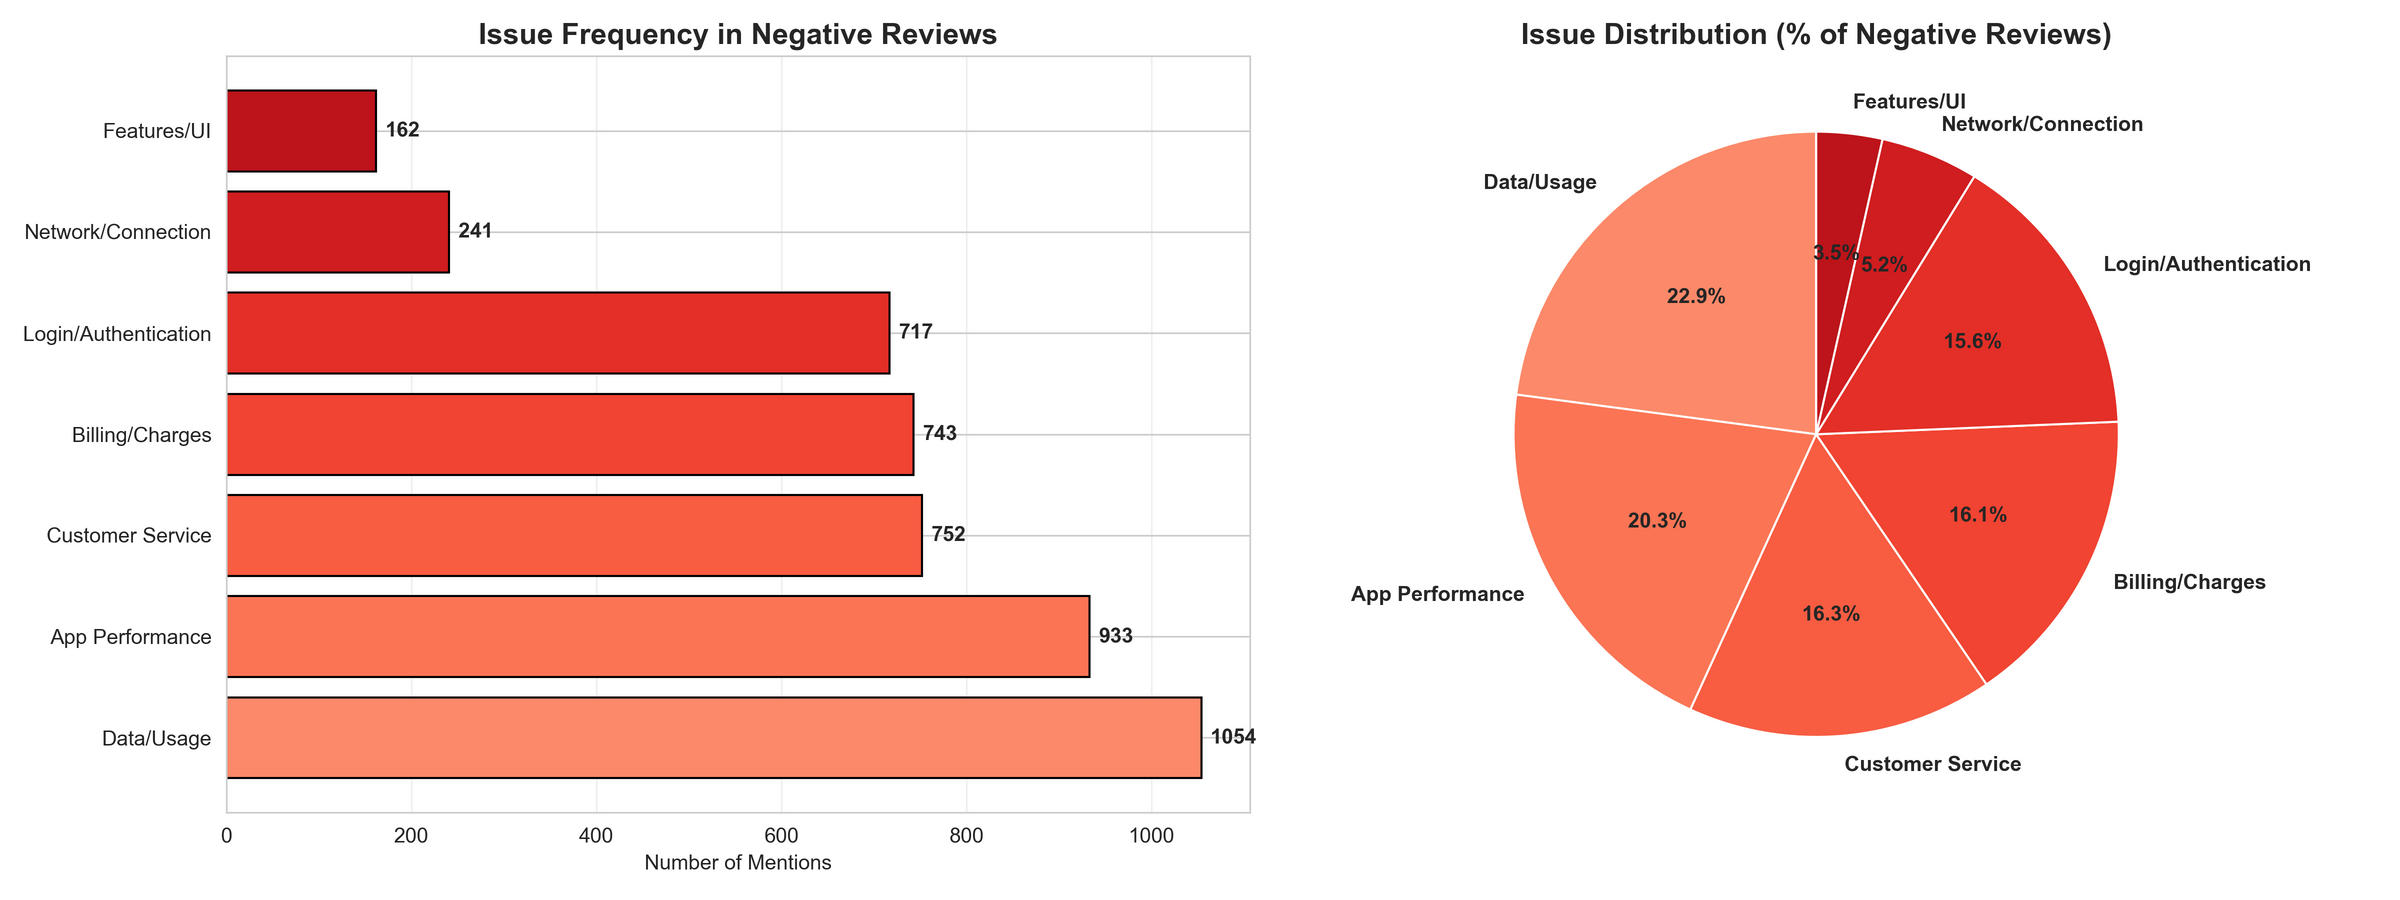 Issue Frequency in Negative Reviews
Features/UI
162
Network/Connection
241
Login/Authentication
717
Billing/Charges
743
Customer Service
752
App Performance
933
Data/Usage
1054
0 200 400 600 800 1000
Number of Mentions
Issue Distribution (% of Negative Reviews)
Features/UI
Network/Connection
Data/Usage
Login/Authentication
3.5%
5.2%
22.9%
15.6%
16.1%
20.3%
Billing/Charges
App Performance
16.3%
Customer Service